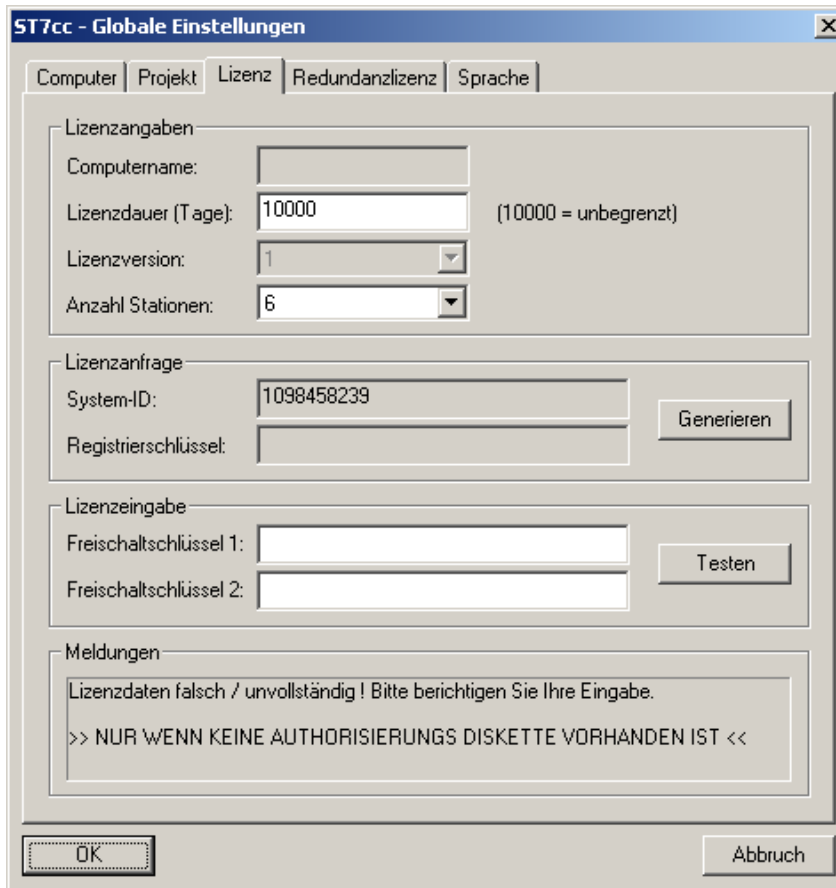 ST7cc - Globale Einstellungen
Computer Projekt Lizenz Redundanzlizenz Sprache
Lizenzangaben
Computername:
Lizenzdauer (Tage): 10000 (10000 = unbegrenzt)
Lizenzversion: 1
Anzahl Stationen: 6
Lizenzanfrage
System-ID: 1098458239
Generieren
Registrierschlüssel:
Lizenzeingabe
Freischaltschlüssel 1:
Testen
Freischaltschlüssel 2:
Meldungen
Lizenzdaten falsch / unvollständig ! Bitte berichtigen Sie Ihre Eingabe.
>> NUR WENN KEINE AUTHORISIERUNGS DISKETTE VORHANDEN IST <<
OK Abbruch